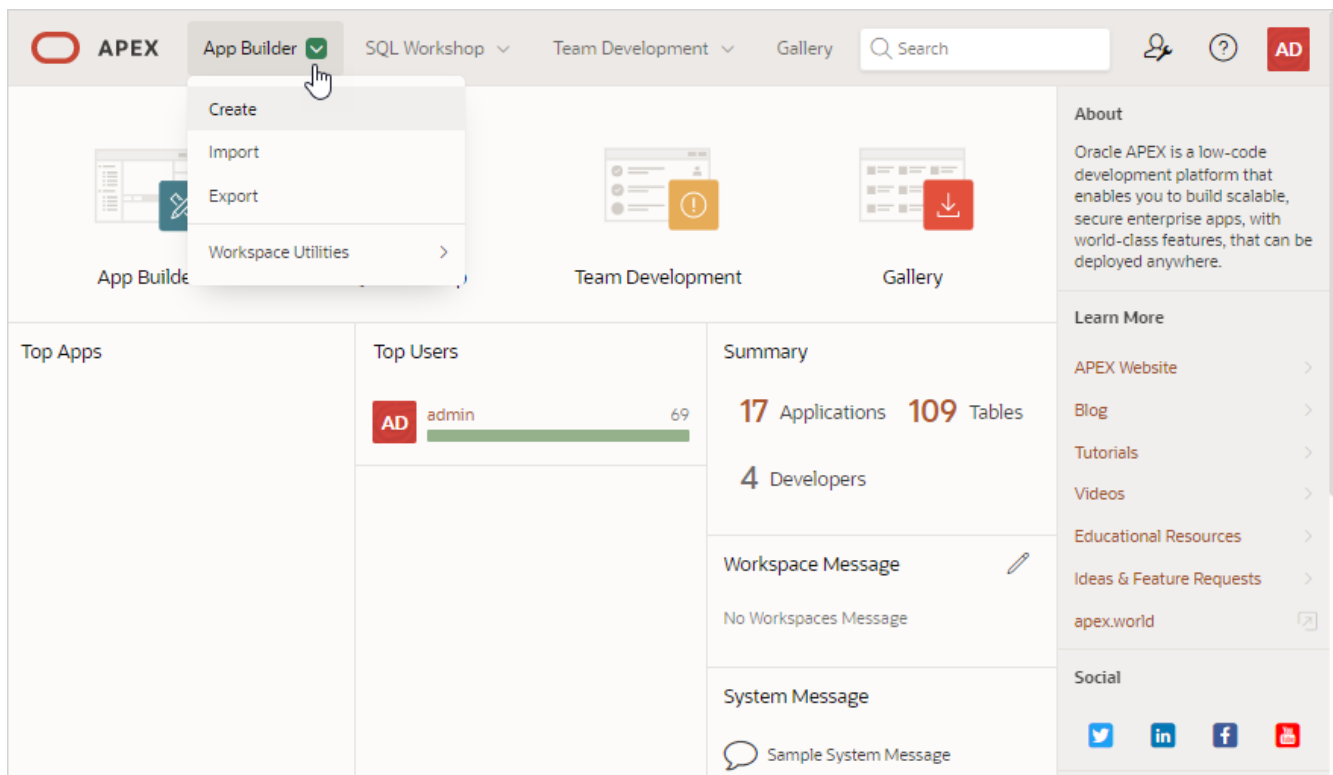 APEX
App Builder
SQL Workshop
Team Development
Gallery
Search
AD
Create
Import
Export
Workspace Utilities
App Builde
Team Development
Gallery
Top Apps
Top Users
AD
admin
69
Summary
17 Applications
109 Tables
4 Developers
Workspace Message
No Workspaces Message
System Message
Sample System Message
About
Oracle APEX is a low-code
development platform that
enables you to build scalable,
secure enterprise apps, with
world-class features, that can be
deployed anywhere.
Learn More
APEX Website
Blog
Tutorials
Videos
Educational Resources
Ideas & Feature Requests
apex.world
Social